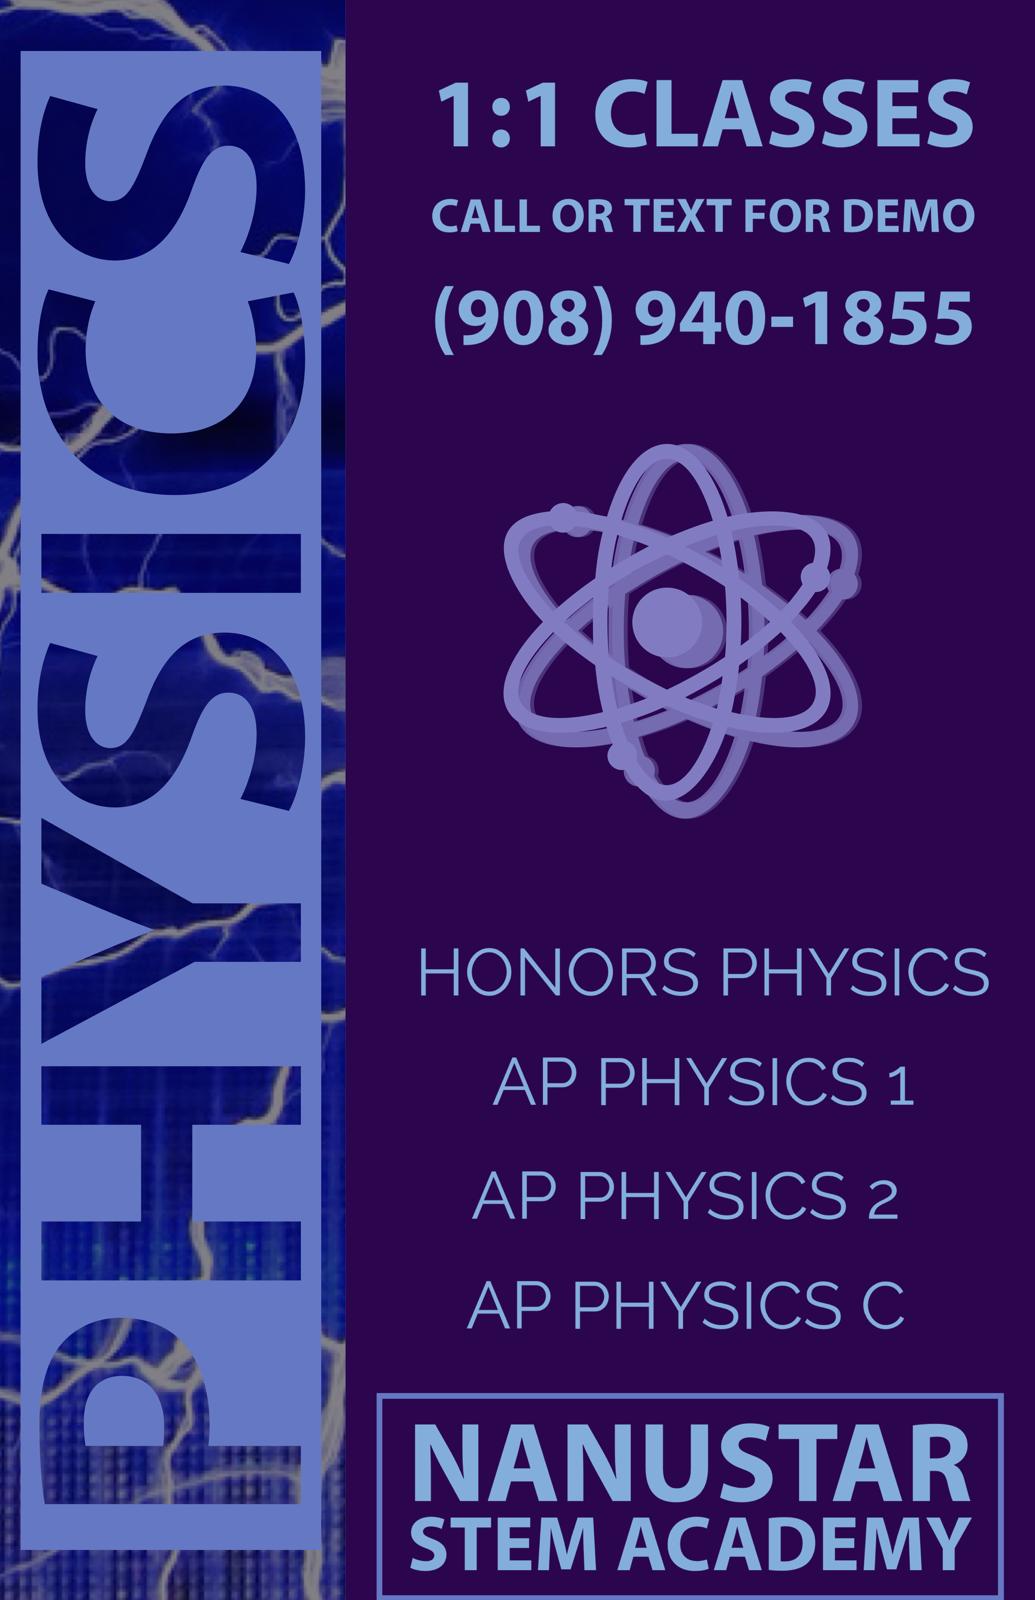 PHYSICS
1:1 CLASSES
CALL OR TEXT FOR DEMO
(908) 940-1855
HONORS PHYSICS
AP PHYSICS 1
AP PHYSICS 2
AP PHYSICS C
NANUSTAR
STEM ACADEMY